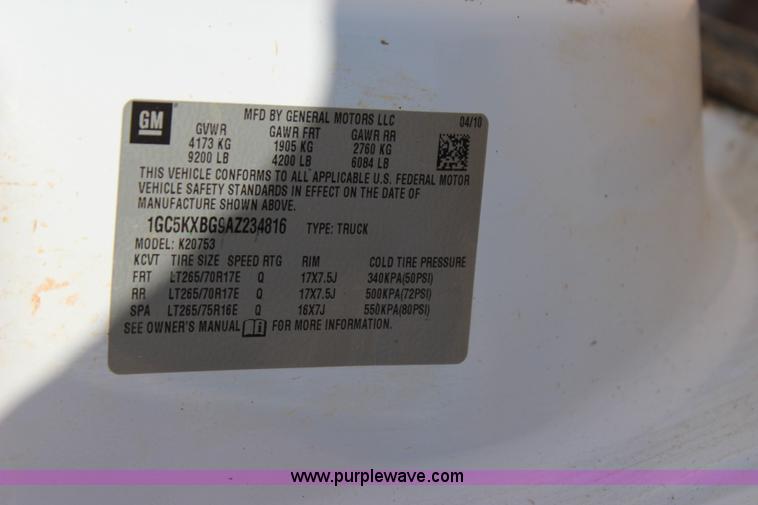 GM
MFD BY GENERAL MOTORS LLC 04/10
GVWR GAWR FRT GAWR RR
4173 KG 1905 KG 2760 KG
9200 LB 4200 LB 6084 LB
THIS VEHICLE CONFORMS TO ALL APPLICABLE U.S. FEDERAL MOTOR
VEHICLE SAFETY STANDARDS IN EFFECT ON THE DATE OF
MANUFACTURE SHOWN ABOVE.
1GC5KXBG9AZ234816 TYPE: TRUCK
MODEL: K20753
KCVT TIRE SIZE SPEED RTG RIM COLD TIRE PRESSURE
FRT LT265/70R17E Q 17X7.5J 340KPA(50PSI)
RR LT265/70R17E Q 17X7.5J 500KPA(72PSI)
SPA LT265/75R16E Q 16X7J 550KPA(80PSI)
SEE OWNER'S MANUAL FOR MORE INFORMATION.
www.purplewave.com